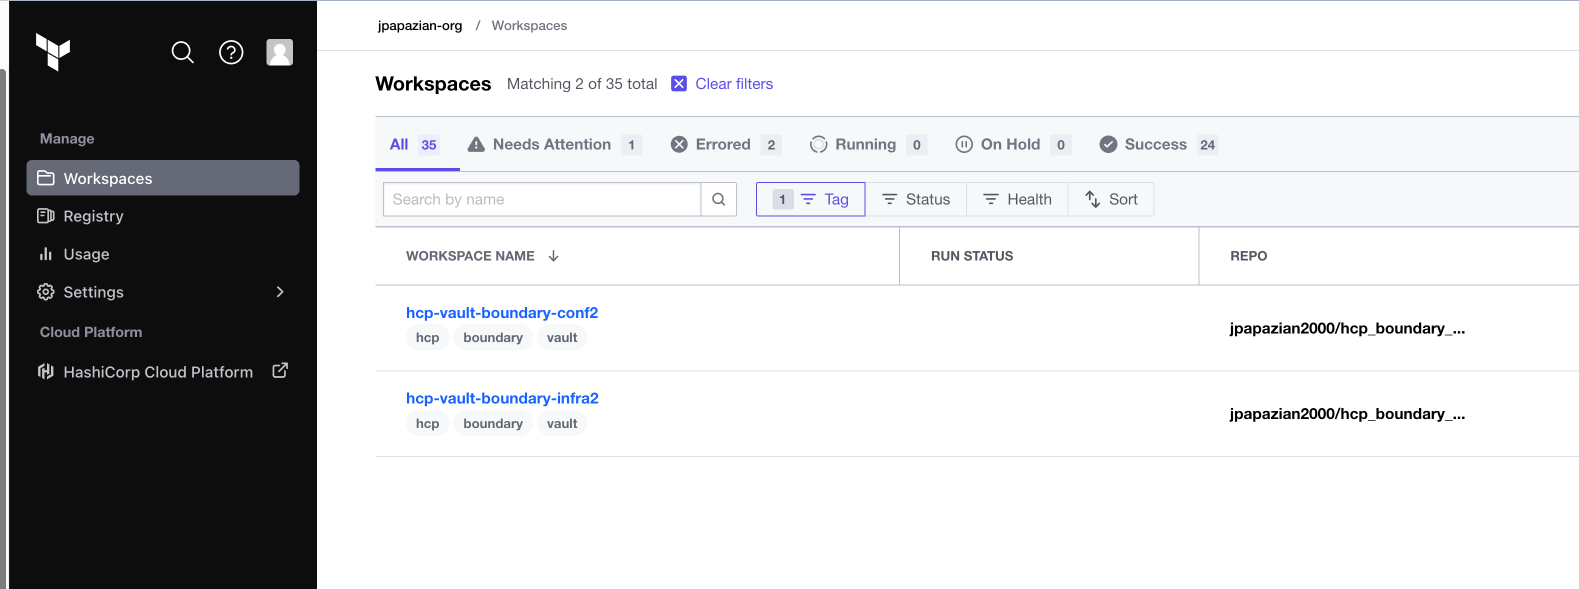 jpapazian-org / Workspaces
Workspaces Matching 2 of 35 total Clear filters
Manage
Workspaces
Registry
Usage
Settings
Cloud Platform
HashiCorp Cloud Platform
All 35 Needs Attention 1 Errored 2 Running 0 On Hold 0 Success 24
Search by name 1 Tag Status Health Sort
WORKSPACE NAME RUN STATUS REPO
hcp-vault-boundary-conf2
hcp boundary vault
jpapazian2000/hcp_boundary_...
hcp-vault-boundary-infra2
hcp boundary vault
jpapazian2000/hcp_boundary_...